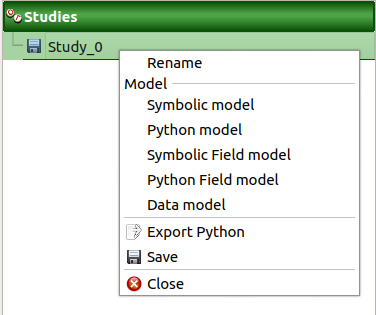 Studies
Study_0
Rename
Model
Symbolic model
Python model
Symbolic Field model
Python Field model
Data model
Export Python
Save
Close